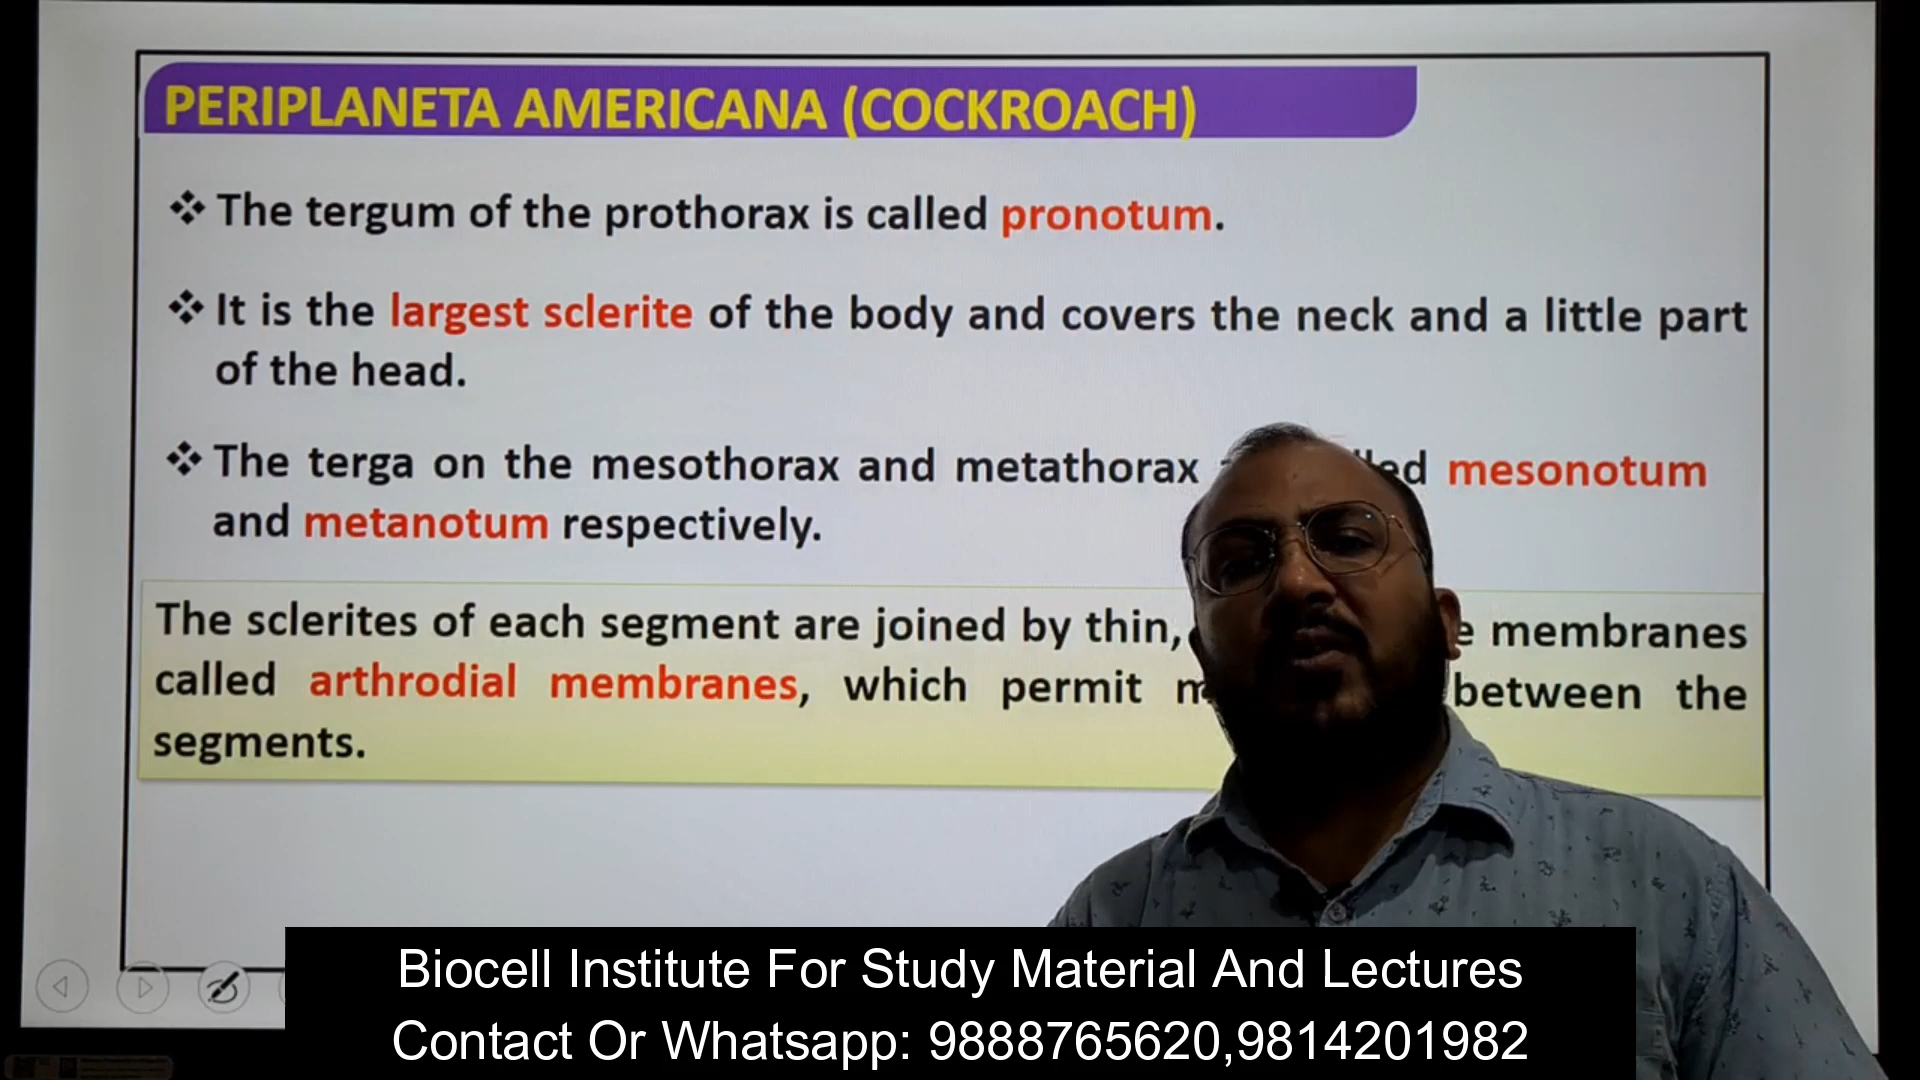 PERIPLANETA AMERICANA (COCKROACH)
❖ The tergum of the prothorax is called pronotum.
❖ It is the largest sclerite of the body and covers the neck and a little part
of the head.
❖ The terga on the mesothorax and metathorax mesonotum
and metanotum respectively.
The sclerites of each segment are joined by thin, membranes
called arthrodial membranes, which permit between the
segments.
Biocell Institute For Study Material And Lectures
Contact Or Whatsapp: 9888765620,9814201982